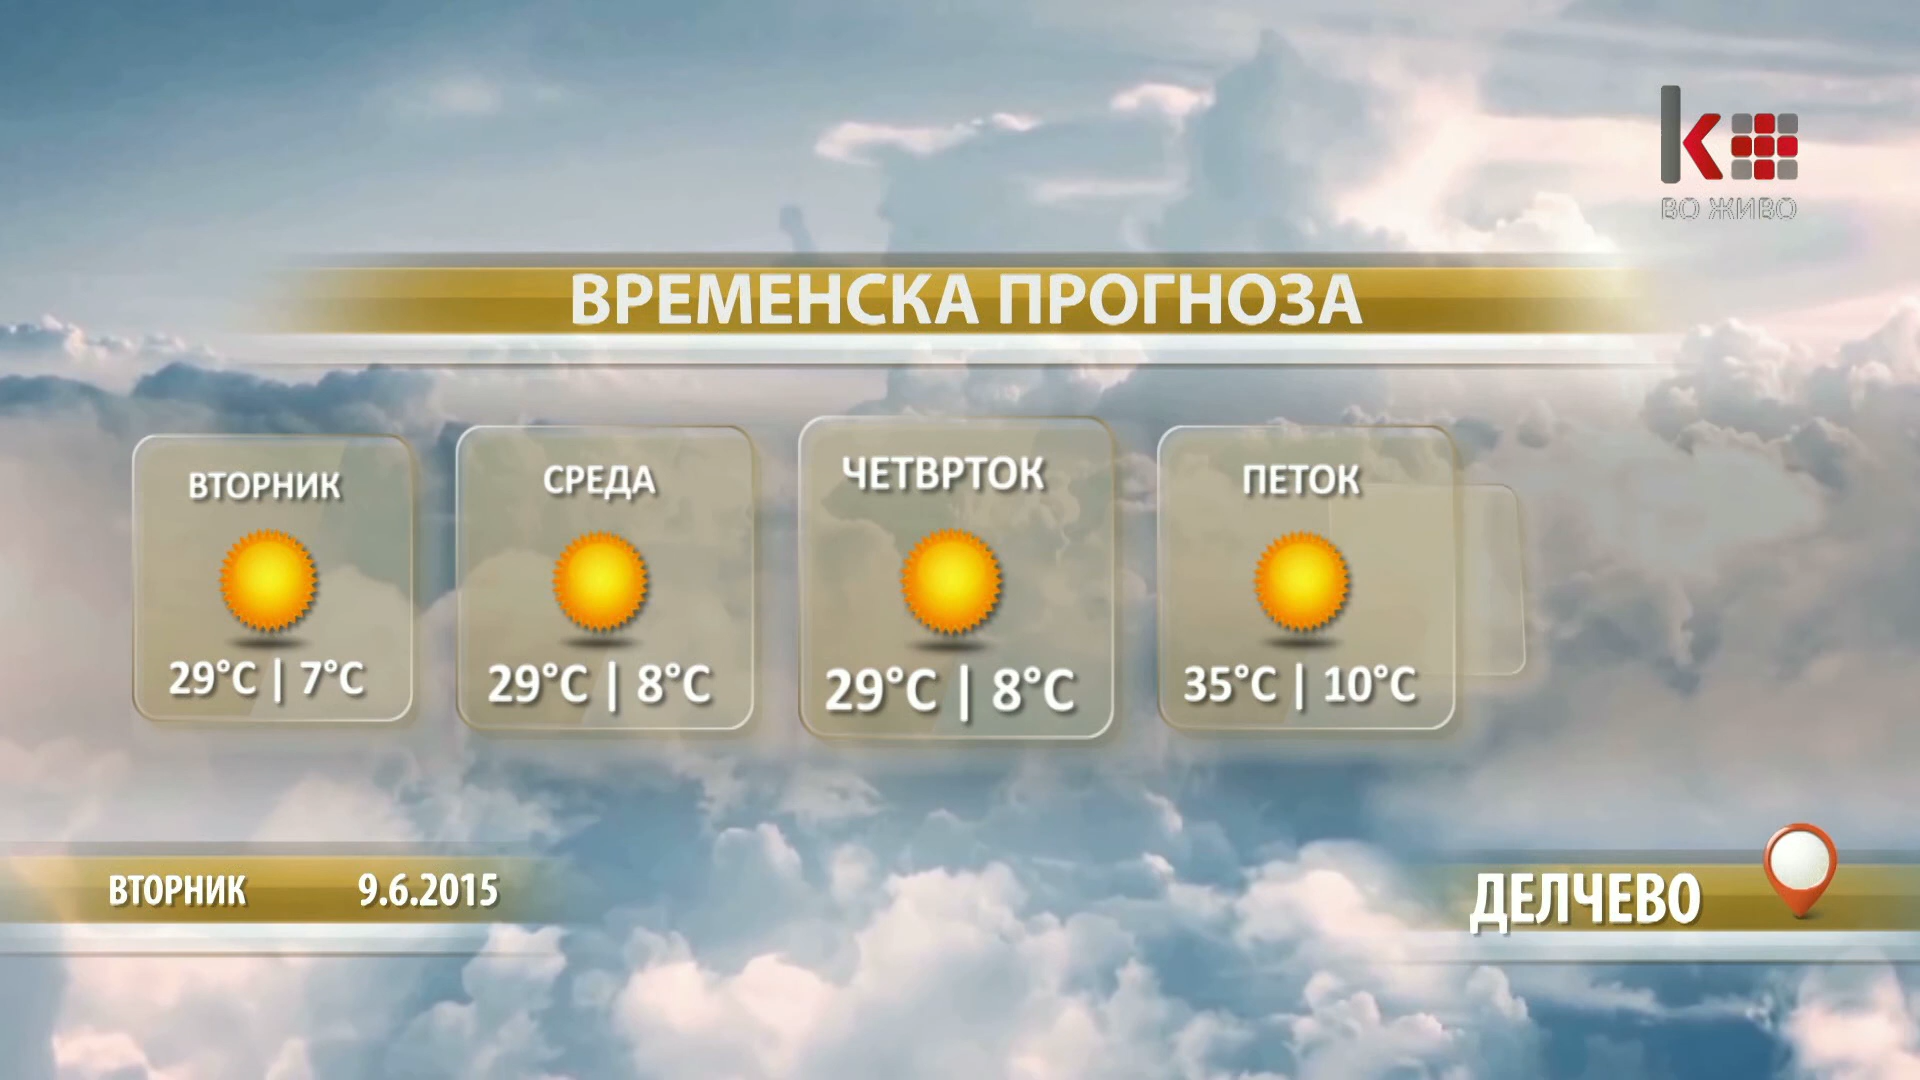 K
ВО ЖИВО
ВРЕМЕНСКА ПРОГНОЗА
ВТОРНИК
29°C | 7°C
СРЕДА
29°C | 8°C
ЧЕТВРТОК
29°C | 8°C
ПЕТОК
35°C | 10°C
ВТОРНИК 9.6.2015
ДЕЛЧЕВО